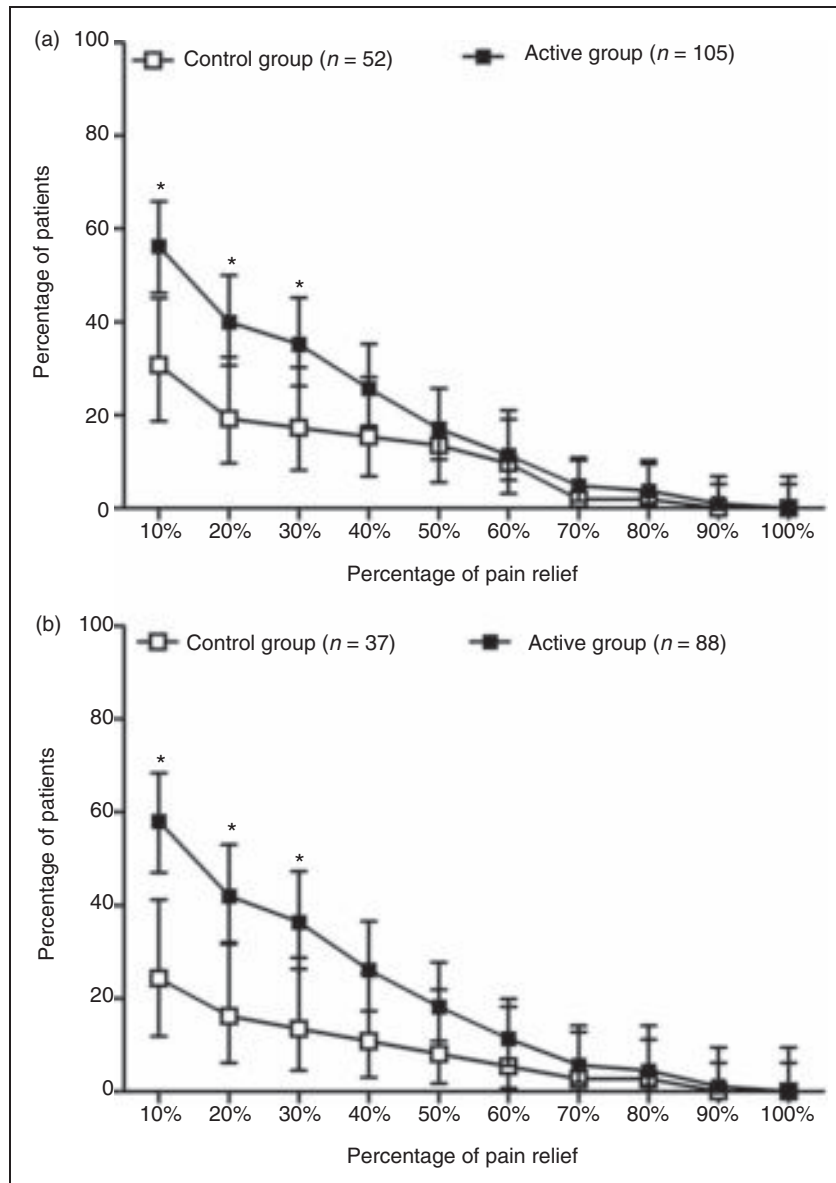 (a)
Control group (n = 52) Active group (n = 105)
100
80
60
40
20
0
* * *
Percentage of patients
10% 20% 30% 40% 50% 60% 70% 80% 90% 100%
Percentage of pain relief
(b)
Control group (n = 37) Active group (n = 88)
100
80
60
40
20
0
* * *
Percentage of patients
10% 20% 30% 40% 50% 60% 70% 80% 90% 100%
Percentage of pain relief